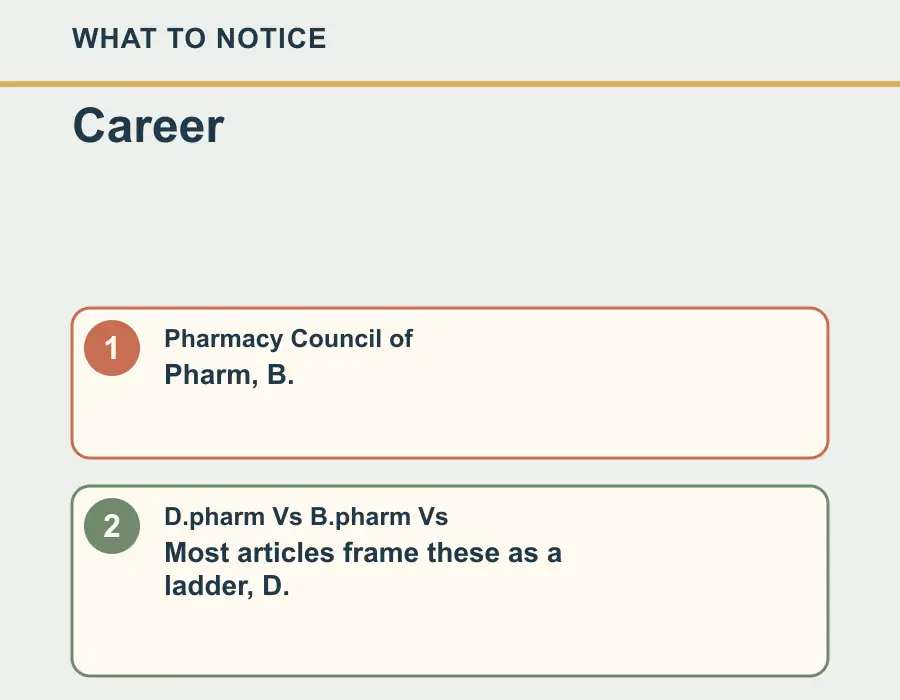 WHAT TO NOTICE
Career
1
Pharmacy Council of
Pharm, B.
2
D.pharm Vs B.pharm Vs
Most articles frame these as a
ladder, D.